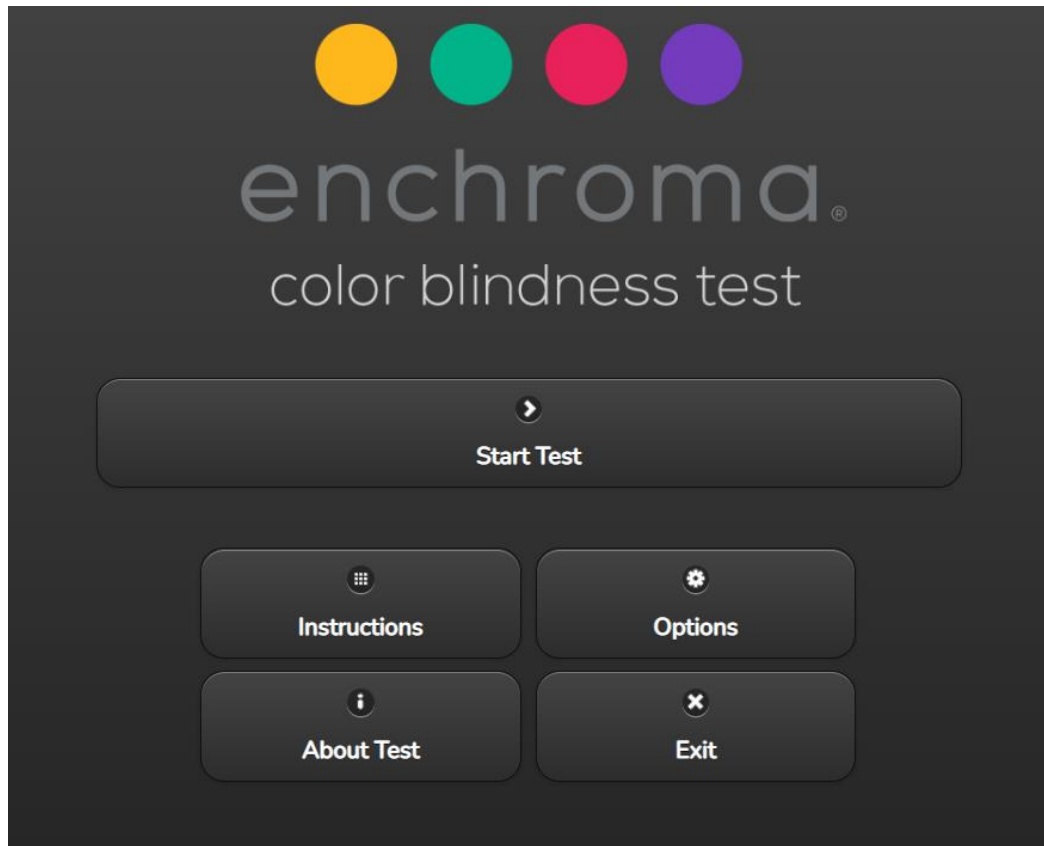 enchroma®
color blindness test
Start Test
Instructions
Options
About Test
Exit